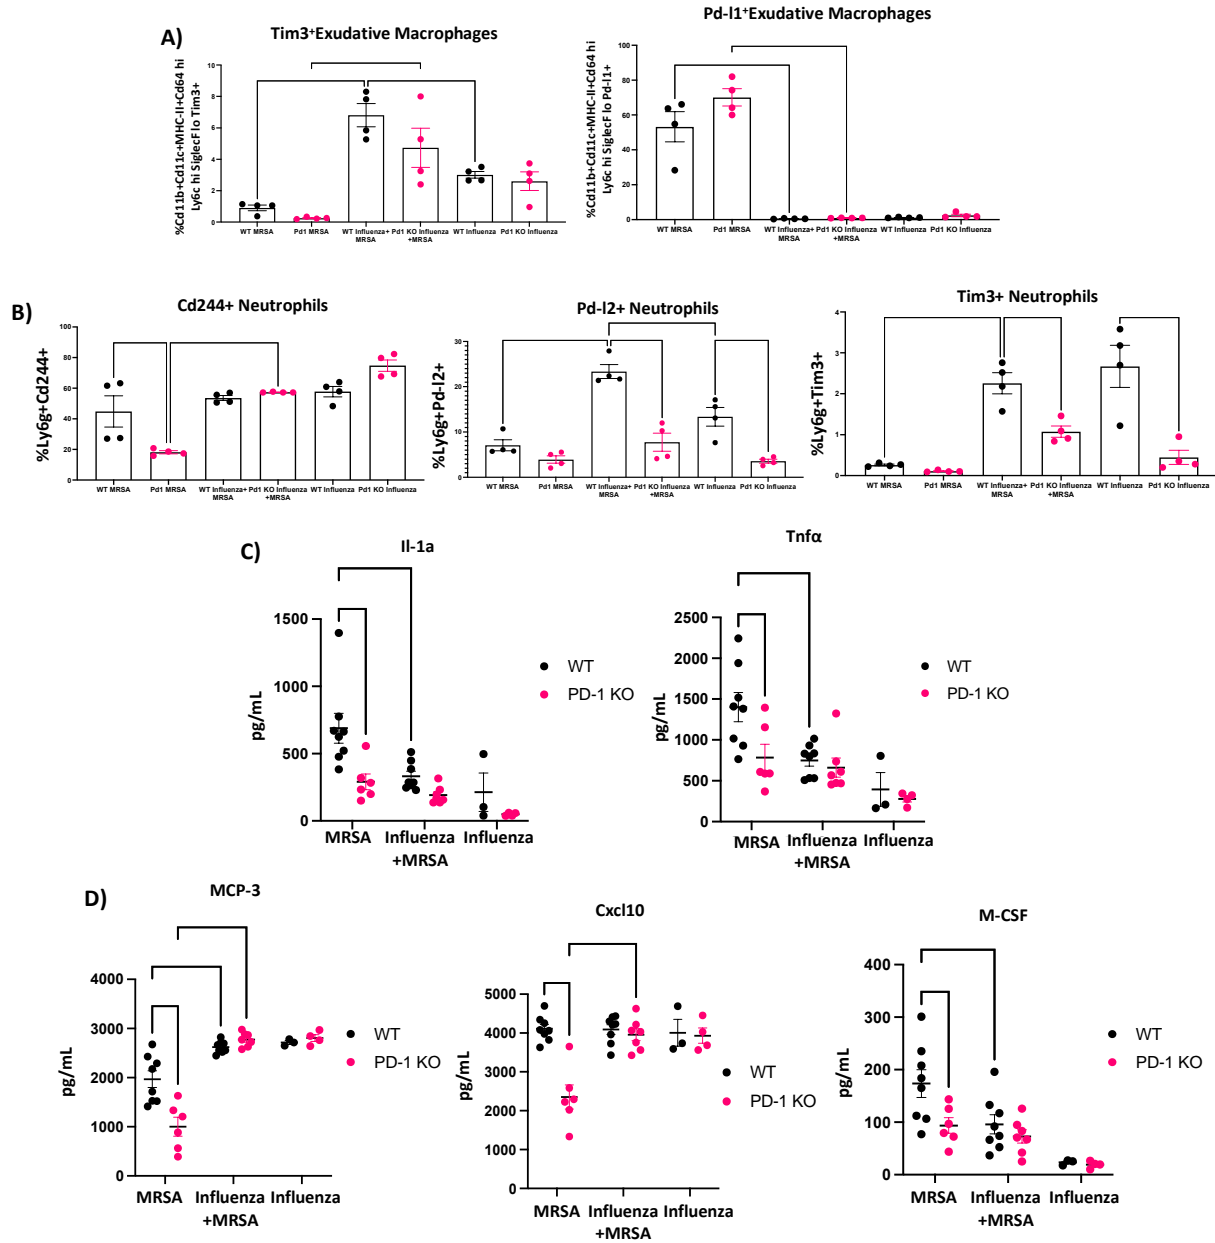 A)
Tim3⁺Exudative Macrophages
%Cd11b+Cd11c+MHC-II+Cd64 hi
Ly6c hi SiglecF lo Tim3+
10
8
6
4
2
0
WT MRSA
Pd1 MRSA
WT Influenza+
MRSA
Pd1 KO Influenza
+MRSA
WT Influenza
Pd1 KO Influenza
Pd-l1⁺Exudative Macrophages
%Cd11b+Cd11c+MHC-II+Cd64 hi
Ly6c hi SiglecF lo Pd-l1+
100
80
60
40
20
0
WT MRSA
Pd1 MRSA
WT Influenza+
MRSA
Pd1 KO Influenza
+MRSA
WT Influenza
Pd1 KO Influenza
B)
Cd244+ Neutrophils
%Ly6g+Cd244+
100
80
60
40
20
0
WT MRSA
Pd1 MRSA
WT Influenza+
MRSA
Pd1 KO Influenza
+MRSA
WT Influenza
Pd1 KO Influenza
Pd-l2+ Neutrophils
%Ly6g+Pd-l2+
30
20
10
0
WT MRSA
Pd1 MRSA
WT Influenza+
MRSA
Pd1 KO Influenza
+MRSA
WT Influenza
Pd1 KO Influenza
Tim3+ Neutrophils
%Ly6g+Tim3+
4
3
2
1
0
WT MRSA
Pd1 MRSA
WT Influenza+
MRSA
Pd1 KO Influenza
+MRSA
WT Influenza
Pd1 KO Influenza
C)
Il-1a
pg/mL
1500
1000
500
0
MRSA
Influenza
+MRSA
Influenza
WT
PD-1 KO
Tnfα
pg/mL
2500
2000
1500
1000
500
0
MRSA
Influenza
+MRSA
Influenza
WT
PD-1 KO
D)
MCP-3
pg/mL
4000
3000
2000
1000
0
MRSA
Influenza
+MRSA
Influenza
WT
PD-1 KO
Cxcl10
pg/mL
5000
4000
3000
2000
1000
0
MRSA
Influenza
+MRSA
Influenza
WT
PD-1 KO
M-CSF
pg/mL
400
300
200
100
0
MRSA
Influenza
+MRSA
Influenza
WT
PD-1 KO